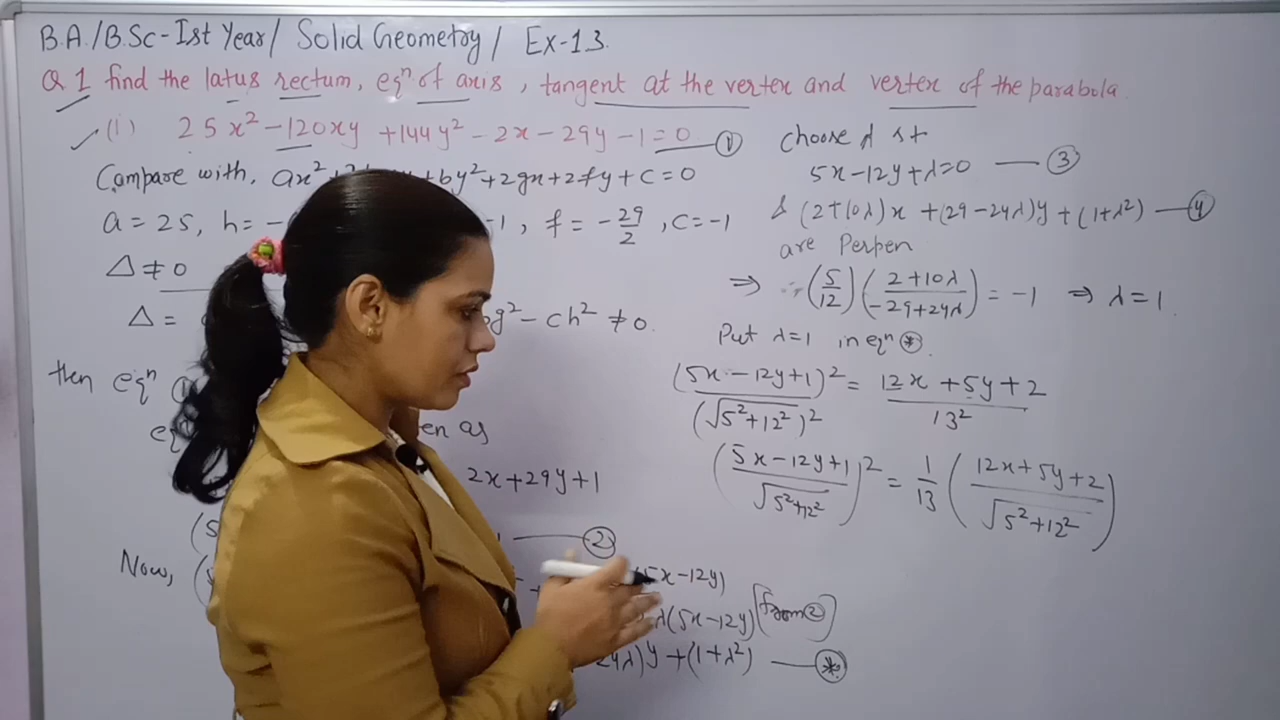 B.A./B.Sc-Ist Year/ Solid Geometry/ Ex-13.
Q 1 find the latus rectum, eqⁿ of axis, tangent at the vertex and vertex of the parabola.
(i) 25x² - 120xy + 144y² - 2x - 29y - 1 = 0 ①
Compare with, ax² + by² + 2gx + 2fy + c = 0
a = 25, h = - -1, f = -29/2, c = -1
Δ ≠ 0
Δ = bg² - ch² ≠ 0.
then eqⁿ ①
as
2x + 29y + 1
②
Now, (5x - 12y)
λ(5x - 12y) [from ②]
24λ)y + (1 + λ²) — ⊛
choose λ st
5x - 12y + λ = 0 — ③
& (2 + 10λ)x + (29 - 24λ)y + (1 + λ²) — ④
are Perpen
⇒ (5/12) ((2 + 10λ)/(-29 + 24λ)) = -1 ⇒ λ = 1.
Put λ = 1 in eqⁿ ⊛.
(5x - 12y + 1)²/(√5² + 12²)² = (12x + 5y + 2)/13²
((5x - 12y + 1)/√5² + 12²)² = 1/13 ((12x + 5y + 2)/√5² + 12²)